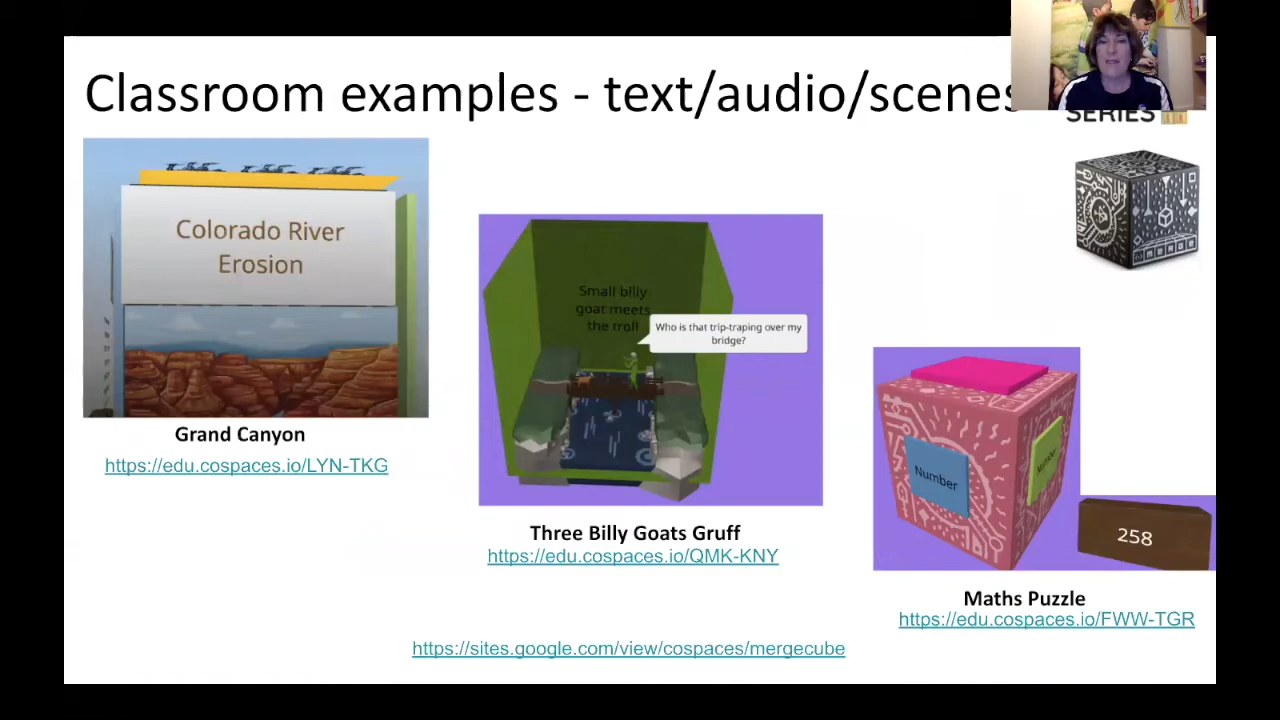 Classroom examples - text/audio/scenes
SERIES
Colorado River
Erosion
Small billy
goat meets
the troll
Who is that trip-traping over my
bridge?
MERGE
Grand Canyon
https://edu.cospaces.io/LYN-TKG
Number
Number
258
Three Billy Goats Gruff
https://edu.cospaces.io/QMK-KNY
Maths Puzzle
https://edu.cospaces.io/FWW-TGR
https://sites.google.com/view/cospaces/mergecube